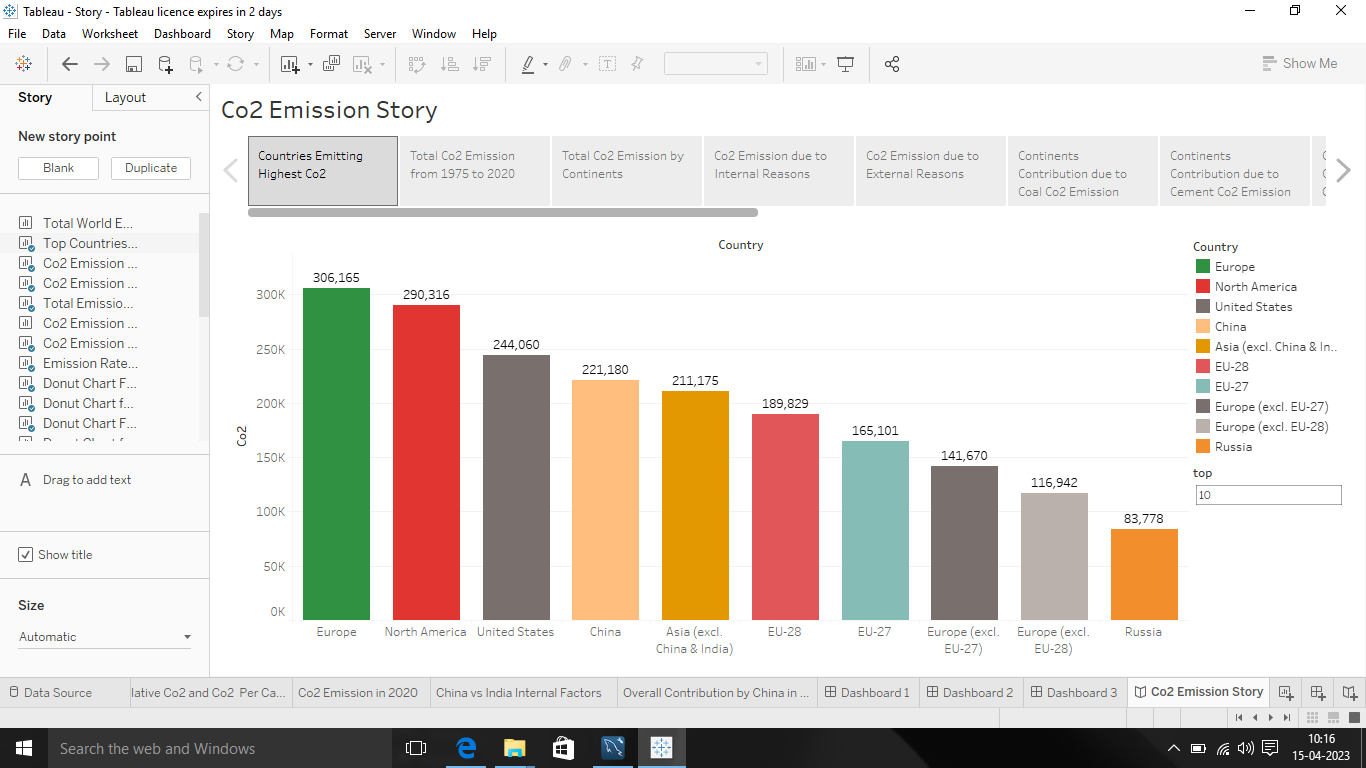 Tableau - Story - Tableau licence expires in 2 days
File Data Worksheet Dashboard Story Map Format Server Window Help
Show Me
Story Layout
New story point
Blank Duplicate
Total World E...
Top Countries...
Co2 Emission ...
Co2 Emission ...
Total Emissio...
Co2 Emission ...
Co2 Emission ...
Emission Rate...
Donut Chart F...
Donut Chart f...
Donut Chart F...
A Drag to add text
Show title
Size
Automatic
Co2 Emission Story
Countries Emitting
Highest Co2
Total Co2 Emission
from 1975 to 2020
Total Co2 Emission by
Continents
Co2 Emission due to
Internal Reasons
Co2 Emission due to
External Reasons
Continents
Contribution due to
Coal Co2 Emission
Continents
Contribution due to
Cement Co2 Emission
Country
Co2
300K
250K
200K
150K
100K
50K
0K
306,165
290,316
244,060
221,180
211,175
189,829
165,101
141,670
116,942
83,778
Europe
North America
United States
China
Asia (excl.
China & India)
EU-28
EU-27
Europe (excl.
EU-27)
Europe (excl.
EU-28)
Russia
Country
Europe
North America
United States
China
Asia (excl. China & In..
EU-28
EU-27
Europe (excl. EU-27)
Europe (excl. EU-28)
Russia
top
10
Data Source
lative Co2 and Co2 Per Ca...
Co2 Emission in 2020
China vs India Internal Factors
Overall Contribution by China in ...
Dashboard 1
Dashboard 2
Dashboard 3
Co2 Emission Story
Search the web and Windows
10:16
15-04-2023